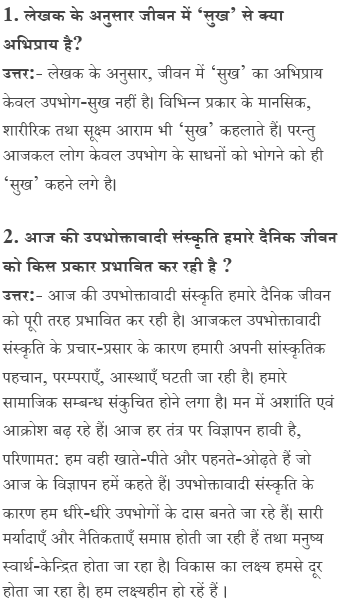 1. लेखक के अनुसार जीवन में ‘सुख’ से क्या
अभिप्राय है?
उत्तर:- लेखक के अनुसार, जीवन में ‘सुख’ का अभिप्राय
केवल उपभोग-सुख नहीं है। विभिन्न प्रकार के मानसिक,
शारीरिक तथा सूक्ष्म आराम भी ‘सुख’ कहलाते हैं। परन्तु
आजकल लोग केवल उपभोग के साधनों को भोगने को ही
‘सुख’ कहने लगे है।
2. आज की उपभोक्तावादी संस्कृति हमारे दैनिक जीवन
को किस प्रकार प्रभावित कर रही है ?
उत्तर:- आज की उपभोक्तावादी संस्कृति हमारे दैनिक जीवन
को पूरी तरह प्रभावित कर रही है। आजकल उपभोक्तावादी
संस्कृति के प्रचार-प्रसार के कारण हमारी अपनी सांस्कृतिक
पहचान, परम्पराएँ, आस्थाएँ घटती जा रही है। हमारे
सामाजिक सम्बन्ध संकुचित होने लगा है। मन में अशांति एवं
आक्रोश बढ़ रहे हैं। आज हर तंत्र पर विज्ञापन हावी है,
परिणामत: हम वही खाते-पीते और पहनते-ओढ़ते हैं जो
आज के विज्ञापन हमें कहते हैं। उपभोक्तावादी संस्कृति के
कारण हम धीरे-धीरे उपभोगों के दास बनते जा रहे हैं। सारी
मर्यादाएँ और नैतिकताएँ समाप्त होती जा रही हैं तथा मनुष्य
स्वार्थ-केन्द्रित होता जा रहा है। विकास का लक्ष्य हमसे दूर
होता जा रहा है। हम लक्ष्यहीन हो रहें हैं ।